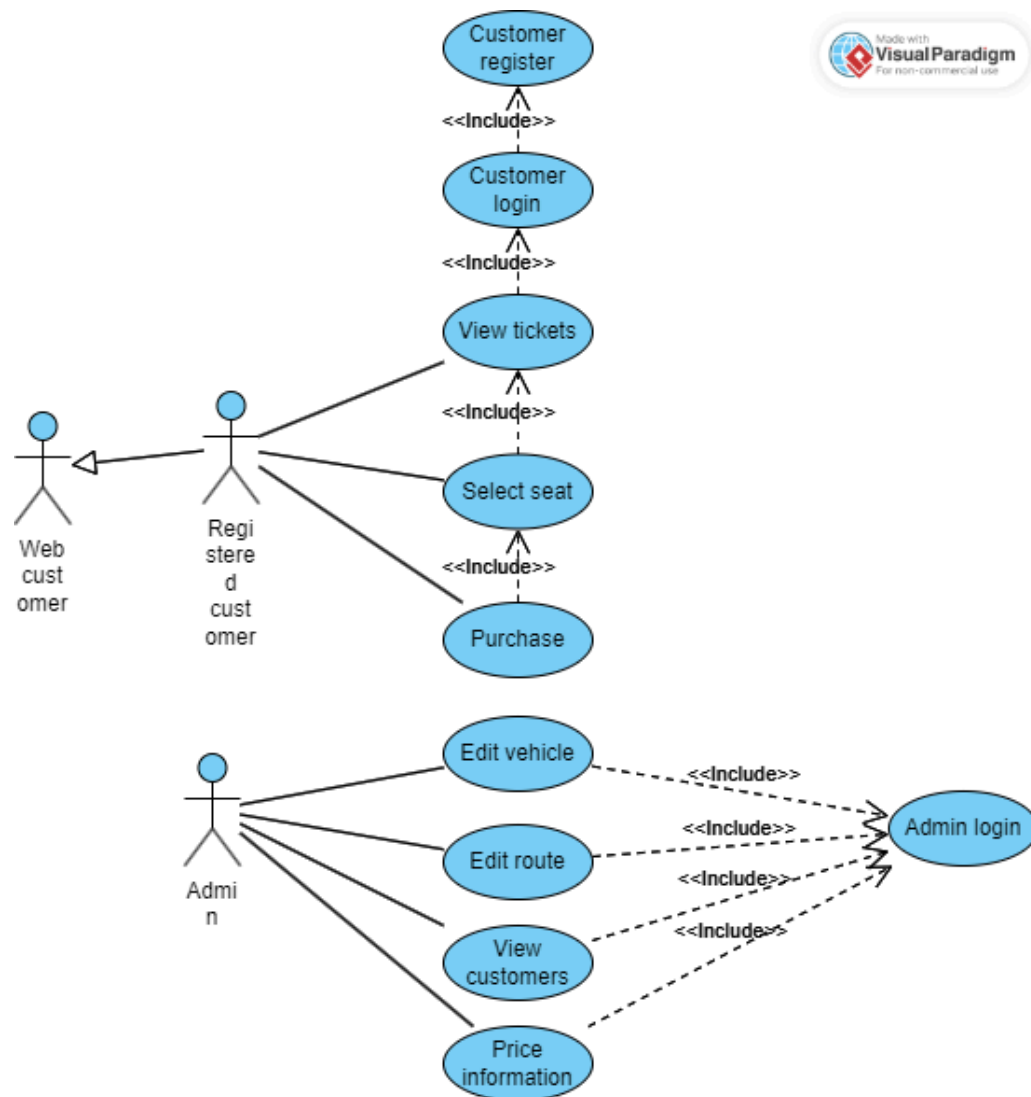 Customer
register
Made with
Visual Paradigm
For non-commercial use
<<Include>>
Customer
login
<<Include>>
View tickets
<<Include>>
Web
cust
omer
Regi
stere
d
cust
omer
Select seat
<<Include>>
Purchase
Admi
n
Edit vehicle
<<Include>>
Edit route
<<Include>>
Admin login
View
customers
<<Include>>
Price
information
<<Include>>